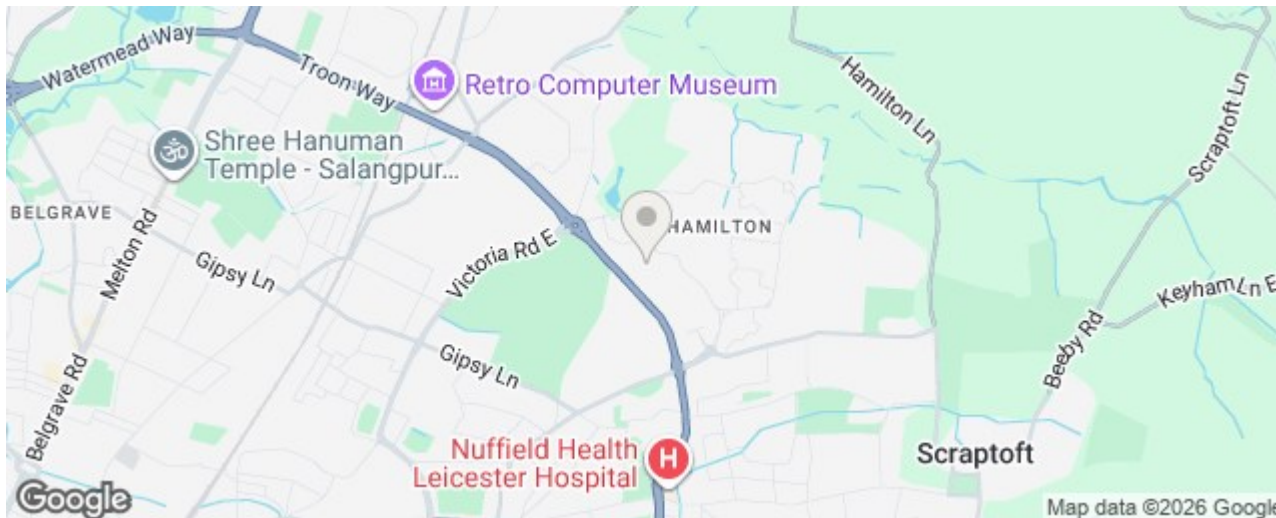 Watermead Way
Troon Way
Retro Computer Museum
Hamilton Ln
Scraptoft Ln
Shree Hanuman
Temple - Salangpur...
BELGRAVE
Melton Rd
HAMILTON
Gipsy Ln
Victoria Rd E
Keyham Ln E
Beeby Rd
Gipsy Ln
Belgrave Rd
Nuffield Health
Leicester Hospital
H
Scraptoft
Google
Map data ©2026 Google